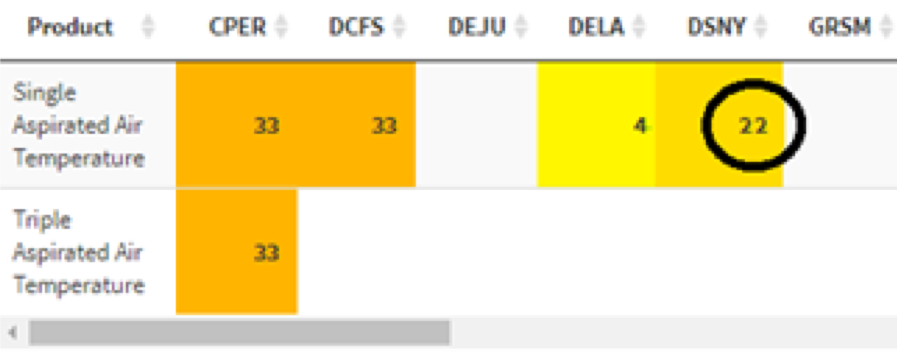 Product CPER DCFS DEJU DELA DSNY GRSM
Single
Aspirated Air 33 33 4 22
Temperature
Triple
Aspirated Air 33
Temperature